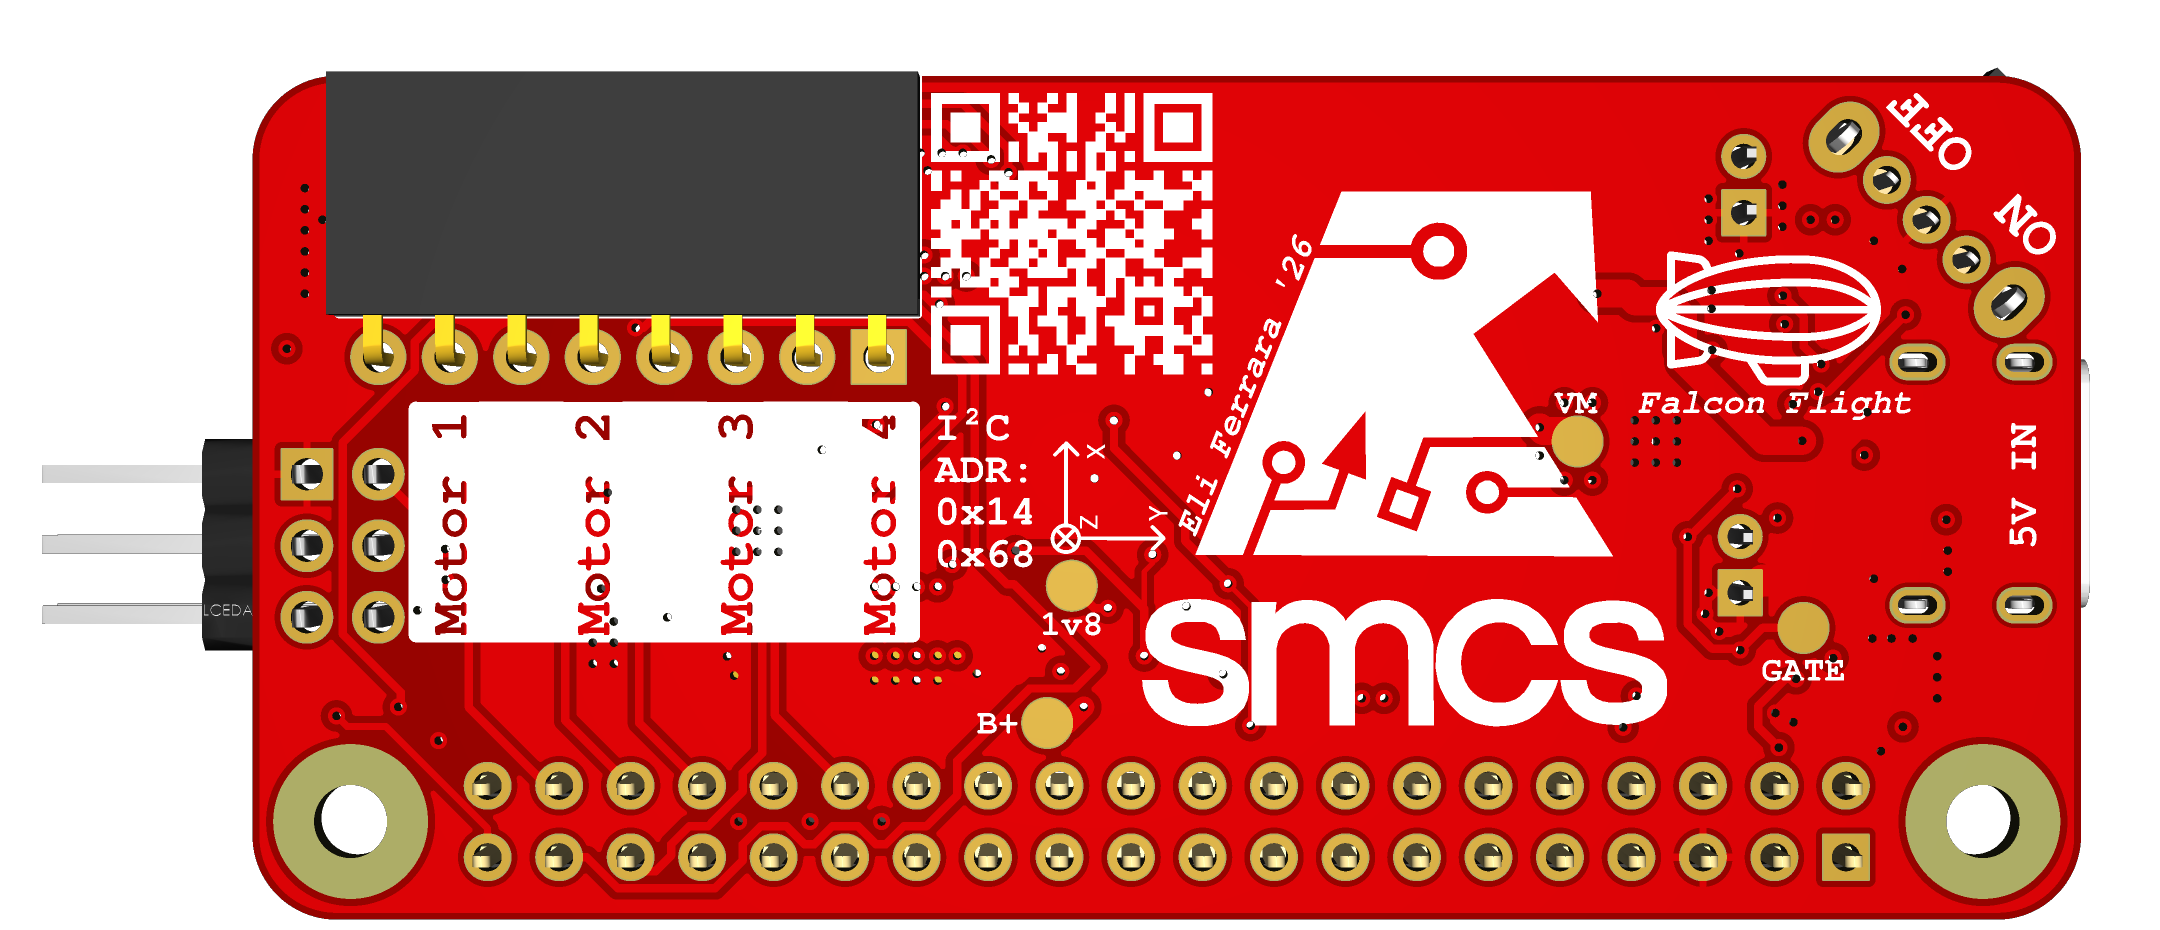 OFF
ON
Eli Ferrara '26
VM
Falcon Flight
Motor 1
Motor 2
Motor 3
Motor 4
I²C
ADR:
0x14
0x68
X
Z
Y
5V IN
LCEDA
1v8
smcs
GATE
B+